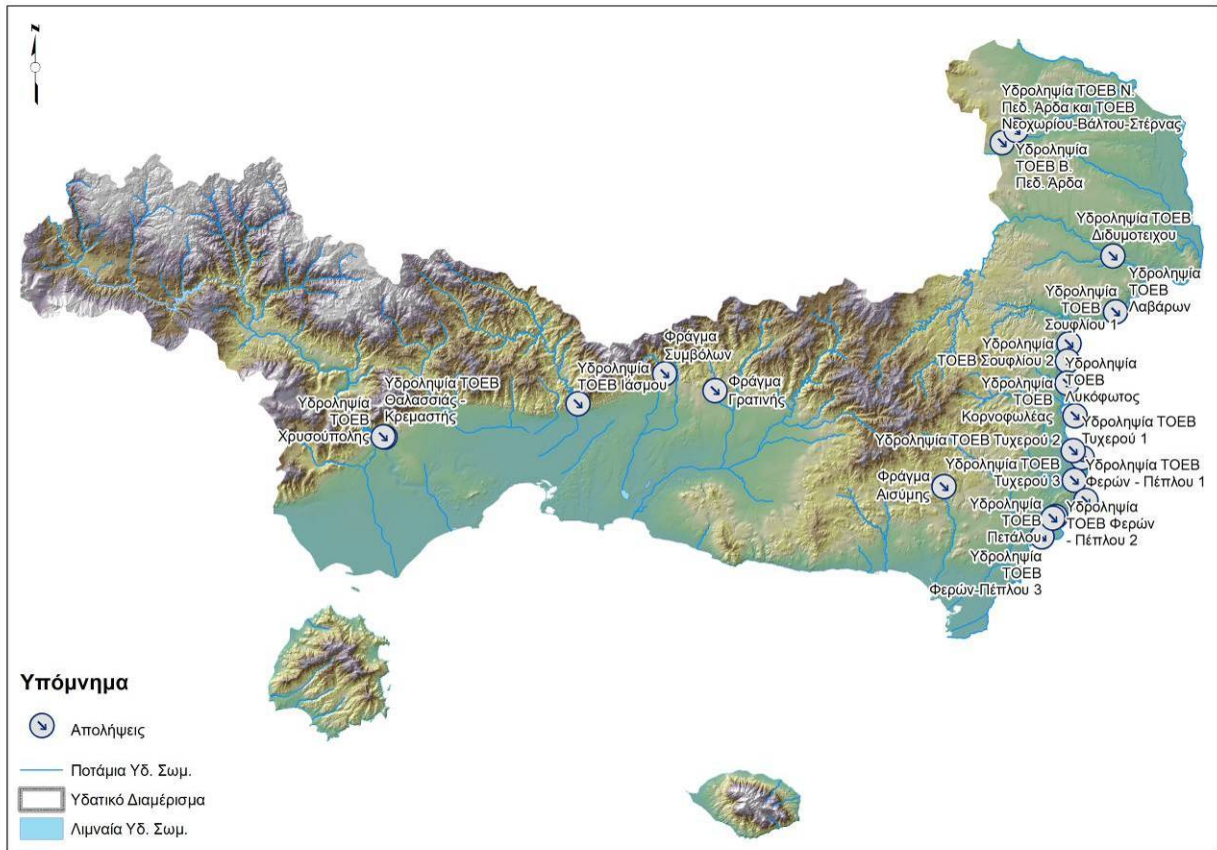 Υδροληψία ΤΟΕΒ Ν.
Πεδ. Άρδα και ΤΟΕΒ
Νεοχωρίου-Βάλτου-Στέρνας
Υδροληψία
ΤΟΕΒ Β.
Πεδ. Άρδα
Υδροληψία ΤΟΕΒ
Διδυμοτειχου
Υδροληψία
ΤΟΕΒ
Λαβάρων
Υδροληψία
ΤΟΕΒ
Σουφλίου 1
Υδροληψία
ΤΟΕΒ Σουφλίου 2
Υδροληψία
ΤΟΕΒ
Λυκόφωτος
Υδροληψία
ΤΟΕΒ
Κορνοφωλέας
Υδροληψία ΤΟΕΒ
Τυχερού 1
Υδροληψία ΤΟΕΒ Τυχερού 2
Υδροληψία ΤΟΕΒ
Τυχερού 3
Υδροληψία ΤΟΕΒ
Φερών - Πέπλου 1
Υδροληψία
ΤΟΕΒ Φερών
- Πέπλου 2
Υδροληψία
ΤΟΕΒ
Πετάλου
Υδροληψία
ΤΟΕΒ
Φερών-Πέπλου 3
Φράγμα
Αισύμης
Φράγμα
Συμβόλων
Φράγμα
Γρατινής
Υδροληψία
ΤΟΕΒ Ιάσμου
Υδροληψία ΤΟΕΒ
Θαλασσιάς -
Κρεμαστής
Υδροληψία
ΤΟΕΒ
Χρυσούπολης
Υπόμνημα
Απολήψεις
Ποτάμια Υδ. Σωμ.
Υδατικό Διαμέρισμα
Λιμναία Υδ. Σωμ.